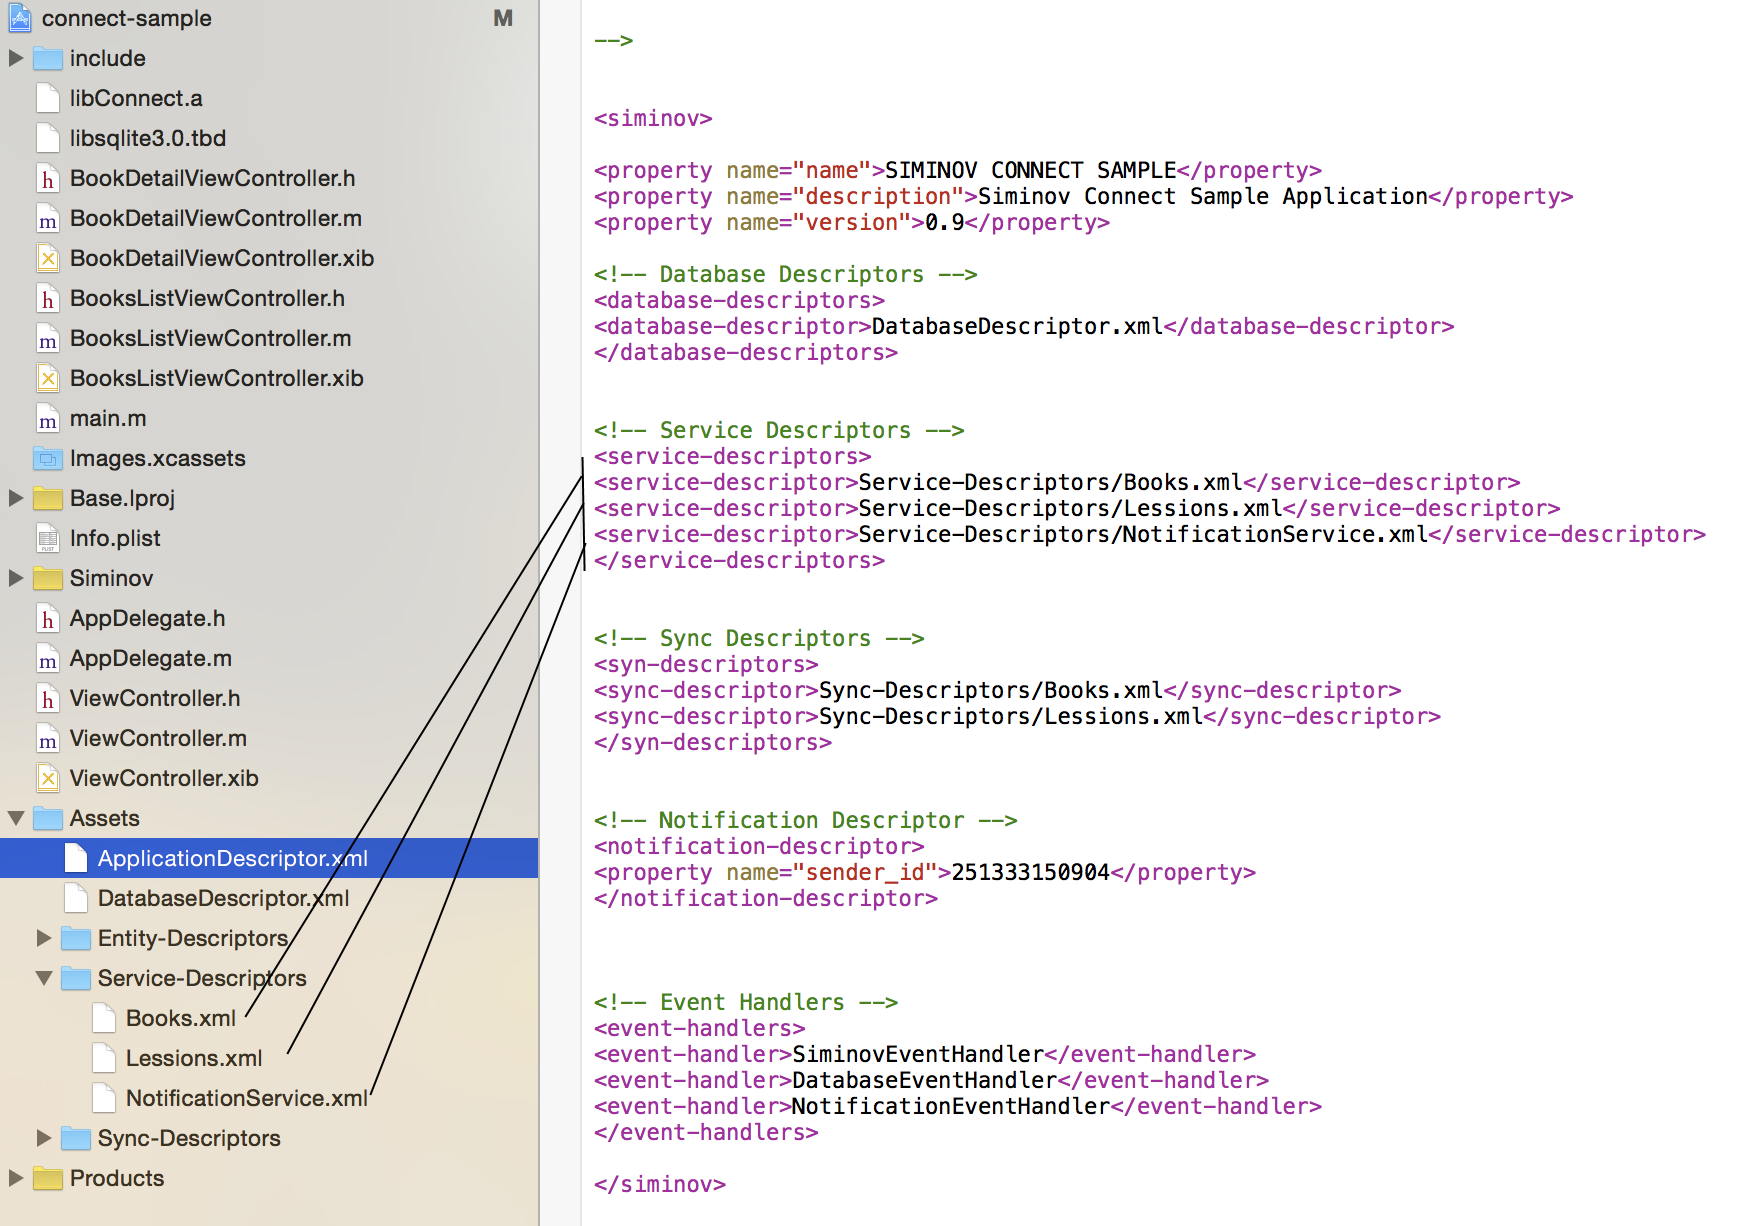 connect-sample M
include
libConnect.a
libsqlite3.0.tbd
h BookDetailViewController.h
m BookDetailViewController.m
BookDetailViewController.xib
h BooksListViewController.h
m BooksListViewController.m
BooksListViewController.xib
m main.m
Images.xcassets
Base.lproj
PLIST Info.plist
Siminov
h AppDelegate.h
m AppDelegate.m
h ViewController.h
m ViewController.m
ViewController.xib
Assets
ApplicationDescriptor.xml
DatabaseDescriptor.xml
Entity-Descriptors
Service-Descriptors
Books.xml
Lessions.xml
NotificationService.xml
Sync-Descriptors
Products
-->
<siminov>
<property name="name">SIMINOV CONNECT SAMPLE</property>
<property name="description">Siminov Connect Sample Application</property>
<property name="version">0.9</property>
<!-- Database Descriptors -->
<database-descriptors>
<database-descriptor>DatabaseDescriptor.xml</database-descriptor>
</database-descriptors>
<!-- Service Descriptors -->
<service-descriptors>
<service-descriptor>Service-Descriptors/Books.xml</service-descriptor>
<service-descriptor>Service-Descriptors/Lessions.xml</service-descriptor>
<service-descriptor>Service-Descriptors/NotificationService.xml</service-descriptor>
</service-descriptors>
<!-- Sync Descriptors -->
<syn-descriptors>
<sync-descriptor>Sync-Descriptors/Books.xml</sync-descriptor>
<sync-descriptor>Sync-Descriptors/Lessions.xml</sync-descriptor>
</syn-descriptors>
<!-- Notification Descriptor -->
<notification-descriptor>
<property name="sender_id">251333150904</property>
</notification-descriptor>
<!-- Event Handlers -->
<event-handlers>
<event-handler>SiminovEventHandler</event-handler>
<event-handler>DatabaseEventHandler</event-handler>
<event-handler>NotificationEventHandler</event-handler>
</event-handlers>
</siminov>